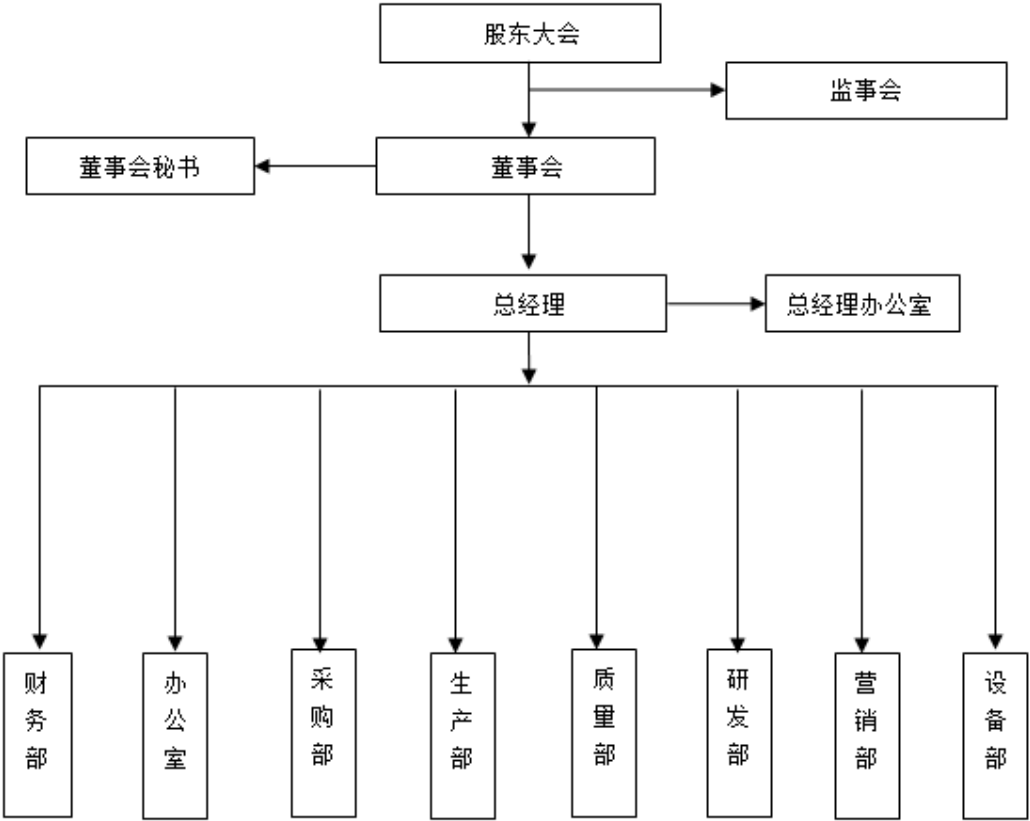 股东大会
监事会
董事会秘书
董事会
总经理
总经理办公室
财务部
办公室
采购部
生产部
质量部
研发部
营销部
设备部